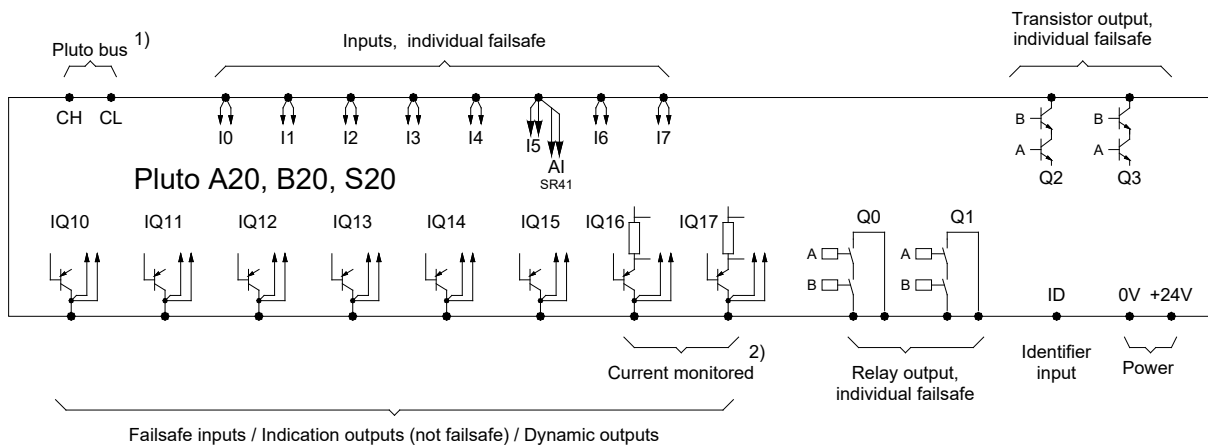 Pluto bus 1)
Inputs, individual failsafe
Transistor output,
individual failsafe
CH CL
I0 I1 I2 I3 I4 I5 I6 I7
AI
SR41
B B
A A
Q2 Q3
Pluto A20, B20, S20
IQ10 IQ11 IQ12 IQ13 IQ14 IQ15 IQ16 IQ17
Q0 Q1
A A
B B
ID 0V +24V
2)
Current monitored
Relay output,
individual failsafe
Identifier
input
Power
Failsafe inputs / Indication outputs (not failsafe) / Dynamic outputs